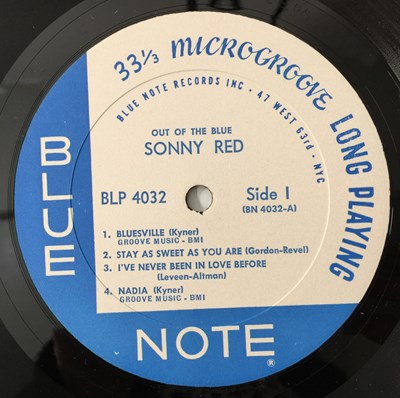 33⅓ MICROGROOVE LONG PLAYING
BLUE NOTE RECORDS INC · 47 WEST 63rd · NYC
OUT OF THE BLUE
SONNY RED
BLP 4032
Side 1
(BN 4032-A)
1. BLUESVILLE (Kyner)
GROOVE MUSIC - BMI
2. STAY AS SWEET AS YOU ARE (Gordon-Revel)
3. I'VE NEVER BEEN IN LOVE BEFORE
(Leveen-Altman)
4. NADIA (Kyner)
GROOVE MUSIC - BMI
BLUE
NOTE
®